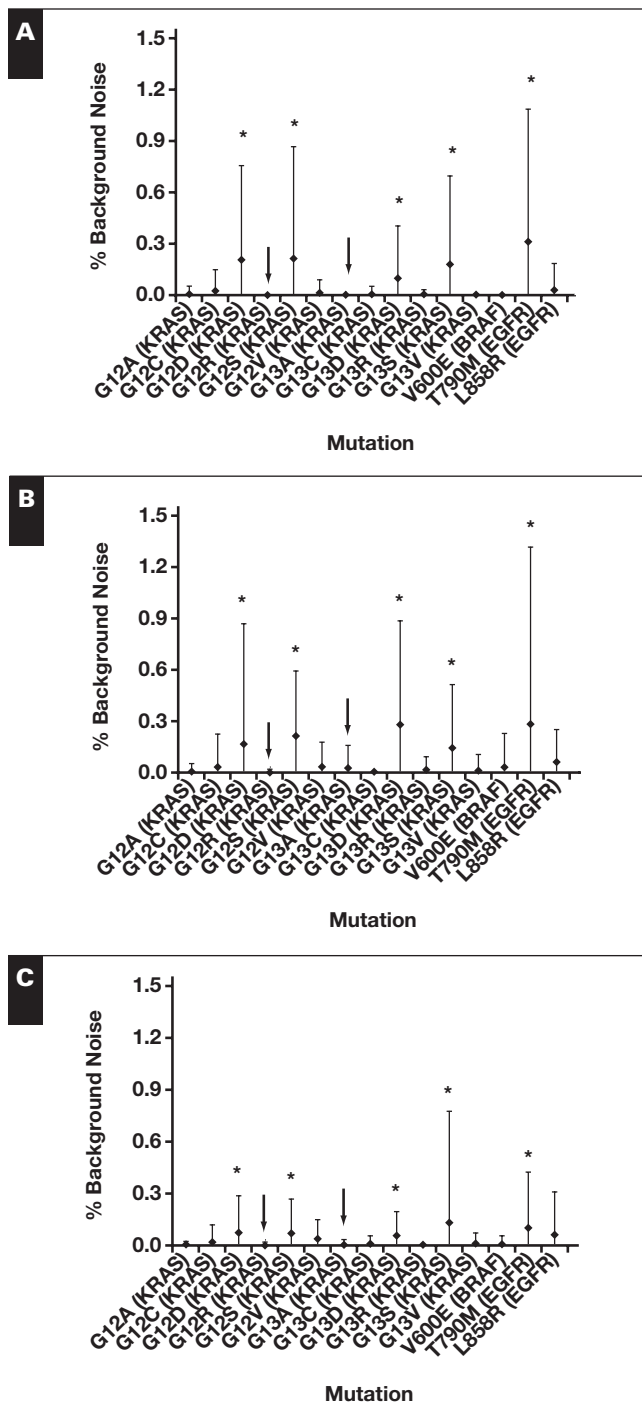 A
% Background Noise
1.5
1.2
0.9
0.6
0.3
0.0
* * * * *
G12A (KRAS)
G12C (KRAS)
G12D (KRAS)
G12R (KRAS)
G12S (KRAS)
G12V (KRAS)
G13A (KRAS)
G13C (KRAS)
G13D (KRAS)
G13R (KRAS)
G13S (KRAS)
G13V (KRAS)
V600E (BRAF)
T790M (EGFR)
L858R (EGFR)
Mutation
B
% Background Noise
1.5
1.2
0.9
0.6
0.3
0.0
* * * * *
G12A (KRAS)
G12C (KRAS)
G12D (KRAS)
G12R (KRAS)
G12S (KRAS)
G12V (KRAS)
G13A (KRAS)
G13C (KRAS)
G13D (KRAS)
G13R (KRAS)
G13S (KRAS)
G13V (KRAS)
V600E (BRAF)
T790M (EGFR)
L858R (EGFR)
Mutation
C
% Background Noise
1.5
1.2
0.9
0.6
0.3
0.0
* * * * *
G12A (KRAS)
G12C (KRAS)
G12D (KRAS)
G12R (KRAS)
G12S (KRAS)
G12V (KRAS)
G13A (KRAS)
G13C (KRAS)
G13D (KRAS)
G13R (KRAS)
G13S (KRAS)
G13V (KRAS)
V600E (BRAF)
T790M (EGFR)
L858R (EGFR)
Mutation